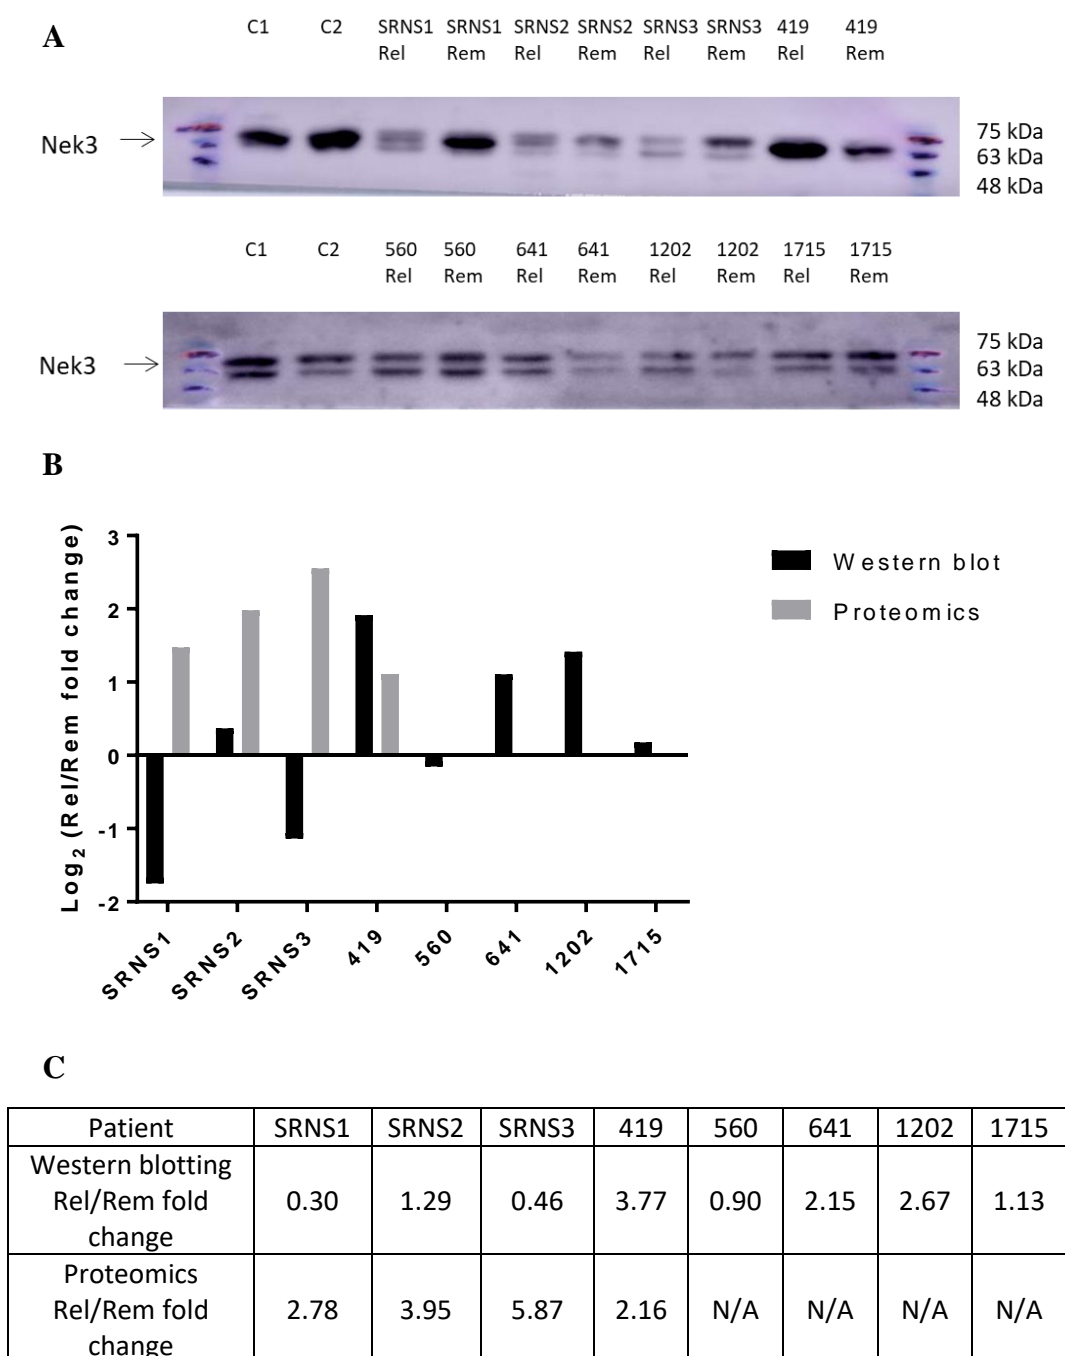 A
C1 C2 SRNS1 SRNS1 SRNS2 SRNS2 SRNS3 SRNS3 419 419
Rel Rem Rel Rem Rel Rem Rel Rem
Nek3
75 kDa
63 kDa
48 kDa
C1 C2 560 560 641 641 1202 1202 1715 1715
Rel Rem Rel Rem Rel Rem Rel Rem
Nek3
75 kDa
63 kDa
48 kDa
B
Log2 (Rel/Rem fold change)
3
2
1
0
-1
-2
Western blot
Proteomics
SRNS1 SRNS2 SRNS3 419 560 641 1202 1715
C
Patient SRNS1 SRNS2 SRNS3 419 560 641 1202 1715
Western blotting
Rel/Rem fold 0.30 1.29 0.46 3.77 0.90 2.15 2.67 1.13
change
Proteomics
Rel/Rem fold 2.78 3.95 5.87 2.16 N/A N/A N/A N/A
change